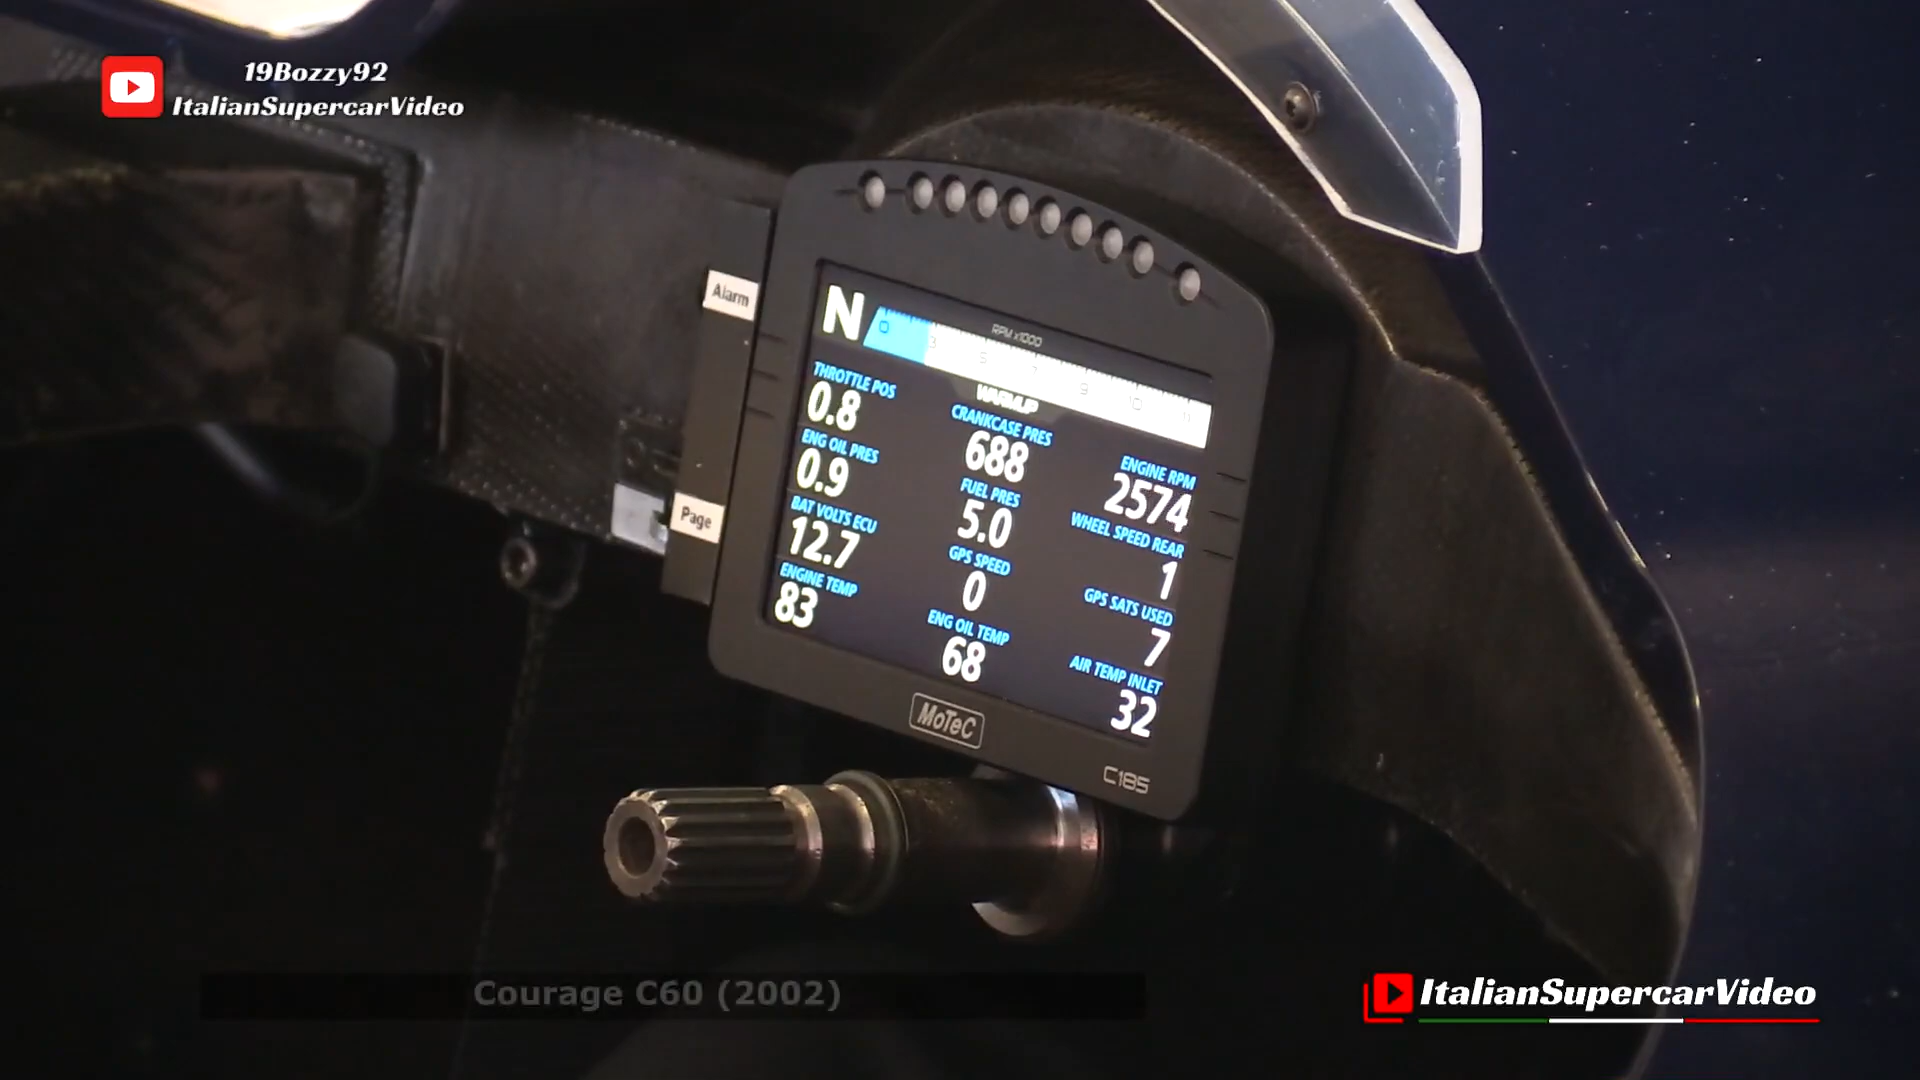 19Bozzy92
ItalianSupercarVideo
Alarm
Page
N
RPM x1000
0 3 5 7 9 10 11
WARMUP
THROTTLE POS
0.8
ENG OIL PRES
0.9
BAT VOLTS ECU
12.7
ENGINE TEMP
83
CRANKCASE PRES
688
FUEL PRES
5.0
GPS SPEED
0
ENG OIL TEMP
68
ENGINE RPM
2574
WHEEL SPEED REAR
1
GPS SATS USED
7
AIR TEMP INLET
32
MoTeC
C185
Courage C60 (2002)
ItalianSupercarVideo